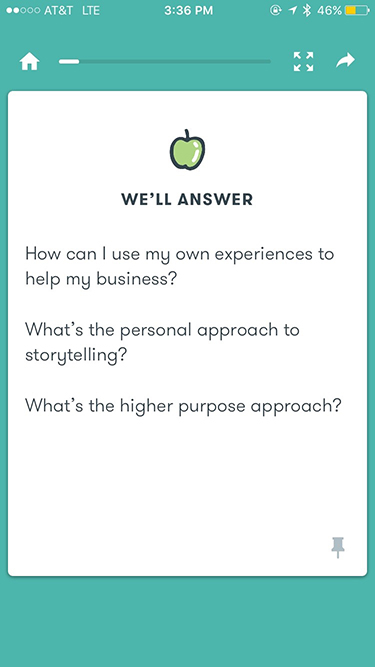 AT&T LTE 3:36 PM 46%
WE'LL ANSWER
How can I use my own experiences to
help my business?
What's the personal approach to
storytelling?
What's the higher purpose approach?